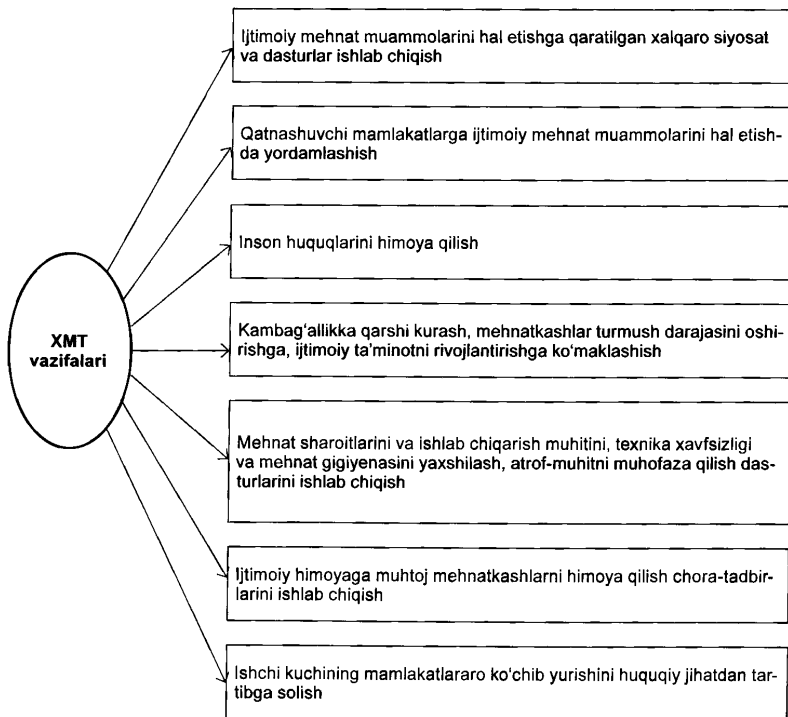 Ijtimoiy mehnat muammolarini hal etishga qaratilgan xalqaro siyosat
va dasturlar ishlab chiqish
Qatnashuvchi mamlakatlarga ijtimoiy mehnat muammolarini hal etish-
da yordamlashish
Inson huquqlarini himoya qilish
XMT
vazifalari
Kambag‘allikka qarshi kurash, mehnatkashlar turmush darajasini oshi-
rishga, ijtimoiy ta’minotni rivojlantirishga ko‘maklashish
Mehnat sharoitlarini va ishlab chiqarish muhitini, texnika xavfsizligi
va mehnat gigiyenasini yaxshilash, atrof-muhitni muhofaza qilish das-
turlarini ishlab chiqish
Ijtimoiy himoyaga muhtoj mehnatkashlarni himoya qilish chora-tadbir-
larini ishlab chiqish
Ishchi kuchining mamlakatlararo ko‘chib yurishini huquqiy jihatdan tar-
tibga solish